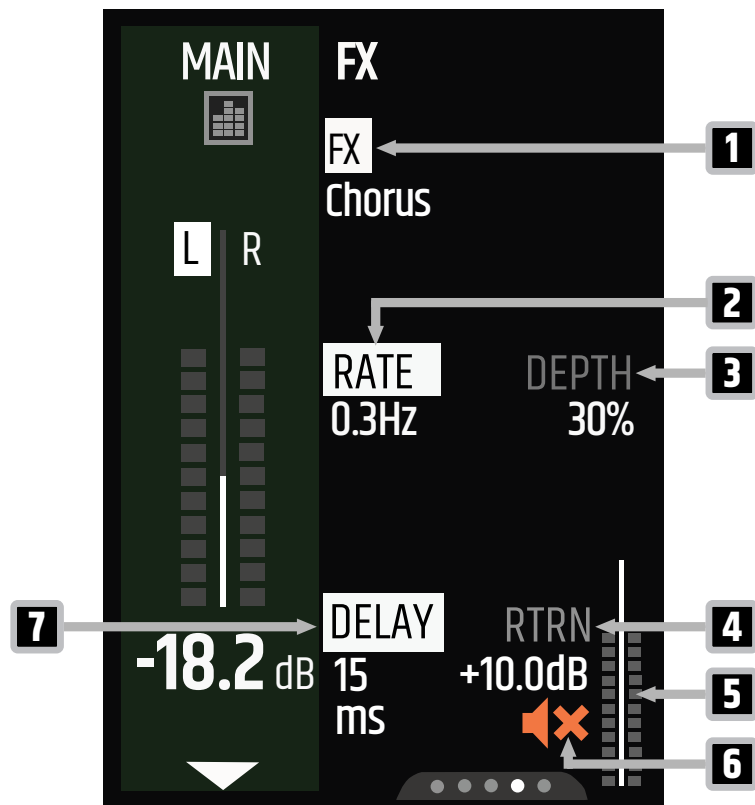 MAIN FX
FX
1
Chorus
L R
2
RATE DEPTH
3
0.3Hz 30%
7
DELAY RTRN
4
-18.2 dB
15
ms
+10.0dB
5
6